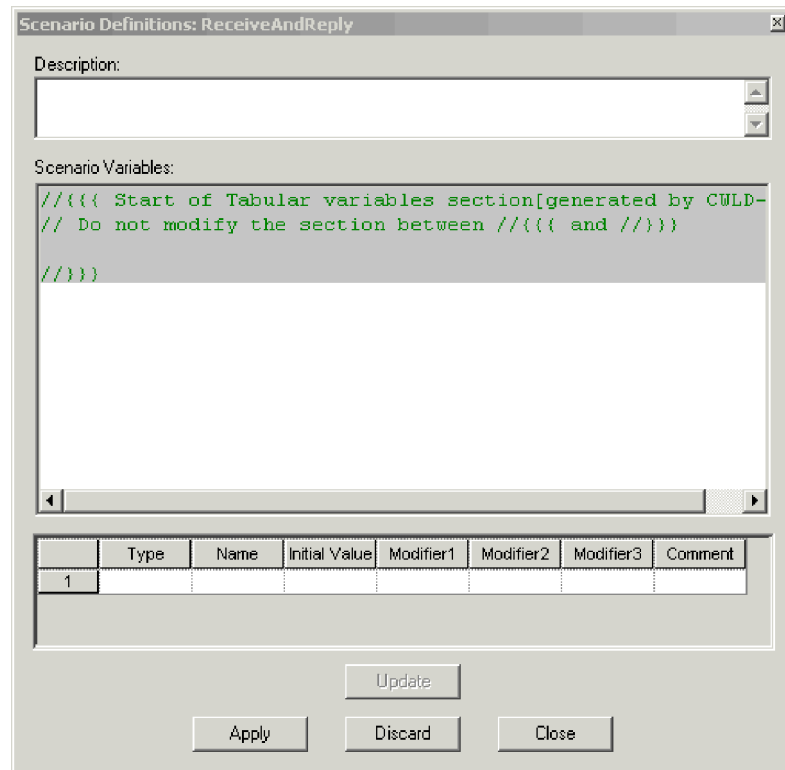 Scenario Definitions: ReceiveAndReply
Description:
Scenario Variables:
//{{{ Start of Tabular variables section[generated by CWLD-
// Do not modify the section between //{{{ and //}}}
//}}}
Type Name Initial Value Modifier1 Modifier2 Modifier3 Comment
1
Update
Apply Discard Close